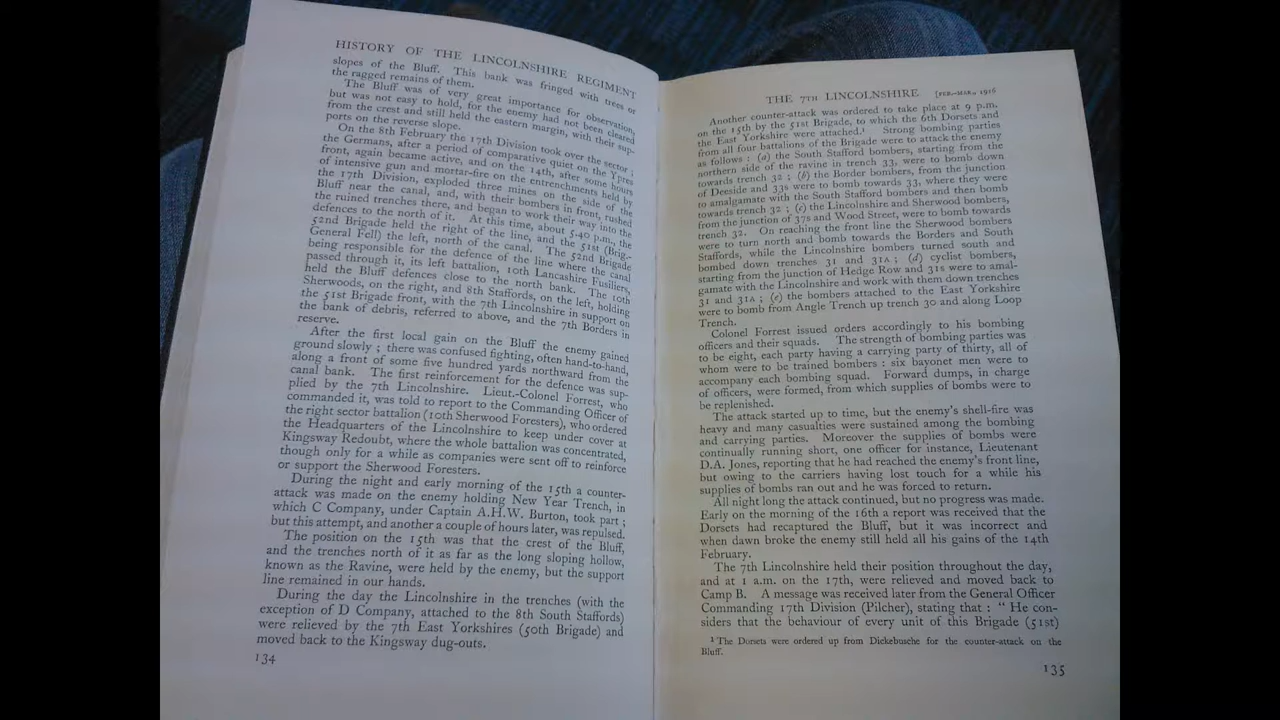 HISTORY OF THE LINCOLNSHIRE REGIMENT
slopes of the Bluff. This bank was fringed with trees or
the ragged remains of them.
The Bluff was of very great importance for observation,
but was not easy to hold, for the enemy had not been cleared
from the crest and still held the eastern margin, with their sup-
ports on the reverse slope.
On the 8th February the 17th Division took over the sector ;
the Germans, after a period of comparative quiet on the Ypres
front, again became active, and on the 14th, after some hours
of intensive gun and mortar-fire on the entrenchments held by
the 17th Division, exploded three mines on the side of the
Bluff near the canal, and, with their bombers in front, rushed
the ruined trenches there, and began to work their way into the
defences to the north of it. At this time, about 5.40 p.m., the
52nd Brigade held the right of the line, and the 51st (Brig.-
General Fell) the left, north of the canal. The 52nd Brigade
being responsible for the defence of the line where the canal
passed through it, its left battalion, 10th Lancashire Fusiliers,
held the Bluff defences close to the north bank. The 10th
Sherwoods, on the right, and 8th Staffords, on the left, holding
the 51st Brigade front, with the 7th Lincolnshire in support on
the bank of debris, referred to above, and the 7th Borders in
reserve.
After the first local gain on the Bluff the enemy gained
ground slowly ; there was confused fighting, often hand-to-hand,
along a front of some five hundred yards northward from the
canal bank. The first reinforcement for the defence was sup-
plied by the 7th Lincolnshire. Lieut.-Colonel Forrest, who
commanded it, was told to report to the Commanding Officer of
the right sector battalion (10th Sherwood Foresters), who ordered
the Headquarters of the Lincolnshire to keep under cover at
Kingsway Redoubt, where the whole battalion was concentrated,
though only for a while as companies were sent off to reinforce
or support the Sherwood Foresters.
During the night and early morning of the 15th a counter-
attack was made on the enemy holding New Year Trench, in
which C Company, under Captain A.H.W. Burton, took part ;
but this attempt, and another a couple of hours later, was repulsed.
The position on the 15th was that the crest of the Bluff,
and the trenches north of it as far as the long sloping hollow,
known as the Ravine, were held by the enemy, but the support
line remained in our hands.
During the day the Lincolnshire in the trenches (with the
exception of D Company, attached to the 8th South Staffords)
were relieved by the 7th East Yorkshires (50th Brigade) and
moved back to the Kingsway dug-outs.
134
THE 7TH LINCOLNSHIRE [FEB.-MAR., 1916
Another counter-attack was ordered to take place at 9 p.m.
on the 15th by the 51st Brigade, to which the 6th Dorsets and
the East Yorkshire were attached.¹ Strong bombing parties
from all four battalions of the Brigade were to attack the enemy
as follows : (a) the South Stafford bombers, starting from the
northern side of the ravine in trench 33, were to bomb down
towards trench 32 ; (b) the Border bombers, from the junction
of Deeside and 33s were to bomb towards 33, where they were
to amalgamate with the South Stafford bombers and then bomb
towards trench 32 ; (c) the Lincolnshire and Sherwood bombers,
from the junction of 37s and Wood Street, were to bomb towards
trench 32. On reaching the front line the Sherwood bombers
were to turn north and bomb towards the Borders and South
Staffords, while the Lincolnshire bombers turned south and
bombed down trenches 31 and 31A ; (d) cyclist bombers,
starting from the junction of Hedge Row and 31s were to amal-
gamate with the Lincolnshire and work with them down trenches
31 and 31A ; (e) the bombers attached to the East Yorkshire
were to bomb from Angle Trench up trench 30 and along Loop
Trench.
Colonel Forrest issued orders accordingly to his bombing
officers and their squads. The strength of bombing parties was
to be eight, each party having a carrying party of thirty, all of
whom were to be trained bombers : six bayonet men were to
accompany each bombing squad. Forward dumps, in charge
of officers, were formed, from which supplies of bombs were to
be replenished.
The attack started up to time, but the enemy's shell-fire was
heavy and many casualties were sustained among the bombing
and carrying parties. Moreover the supplies of bombs were
continually running short, one officer for instance, Lieutenant
D.A. Jones, reporting that he had reached the enemy's front line,
but owing to the carriers having lost touch for a while his
supplies of bombs ran out and he was forced to return.
All night long the attack continued, but no progress was made.
Early on the morning of the 16th a report was received that the
Dorsets had recaptured the Bluff, but it was incorrect and
when dawn broke the enemy still held all his gains of the 14th
February.
The 7th Lincolnshire held their position throughout the day,
and at 1 a.m. on the 17th, were relieved and moved back to
Camp B. A message was received later from the General Officer
Commanding 17th Division (Pilcher), stating that : " He con-
siders that the behaviour of every unit of this Brigade (51st)
¹ The Dorsets were ordered up from Dickebusche for the counter-attack on the
Bluff.
135